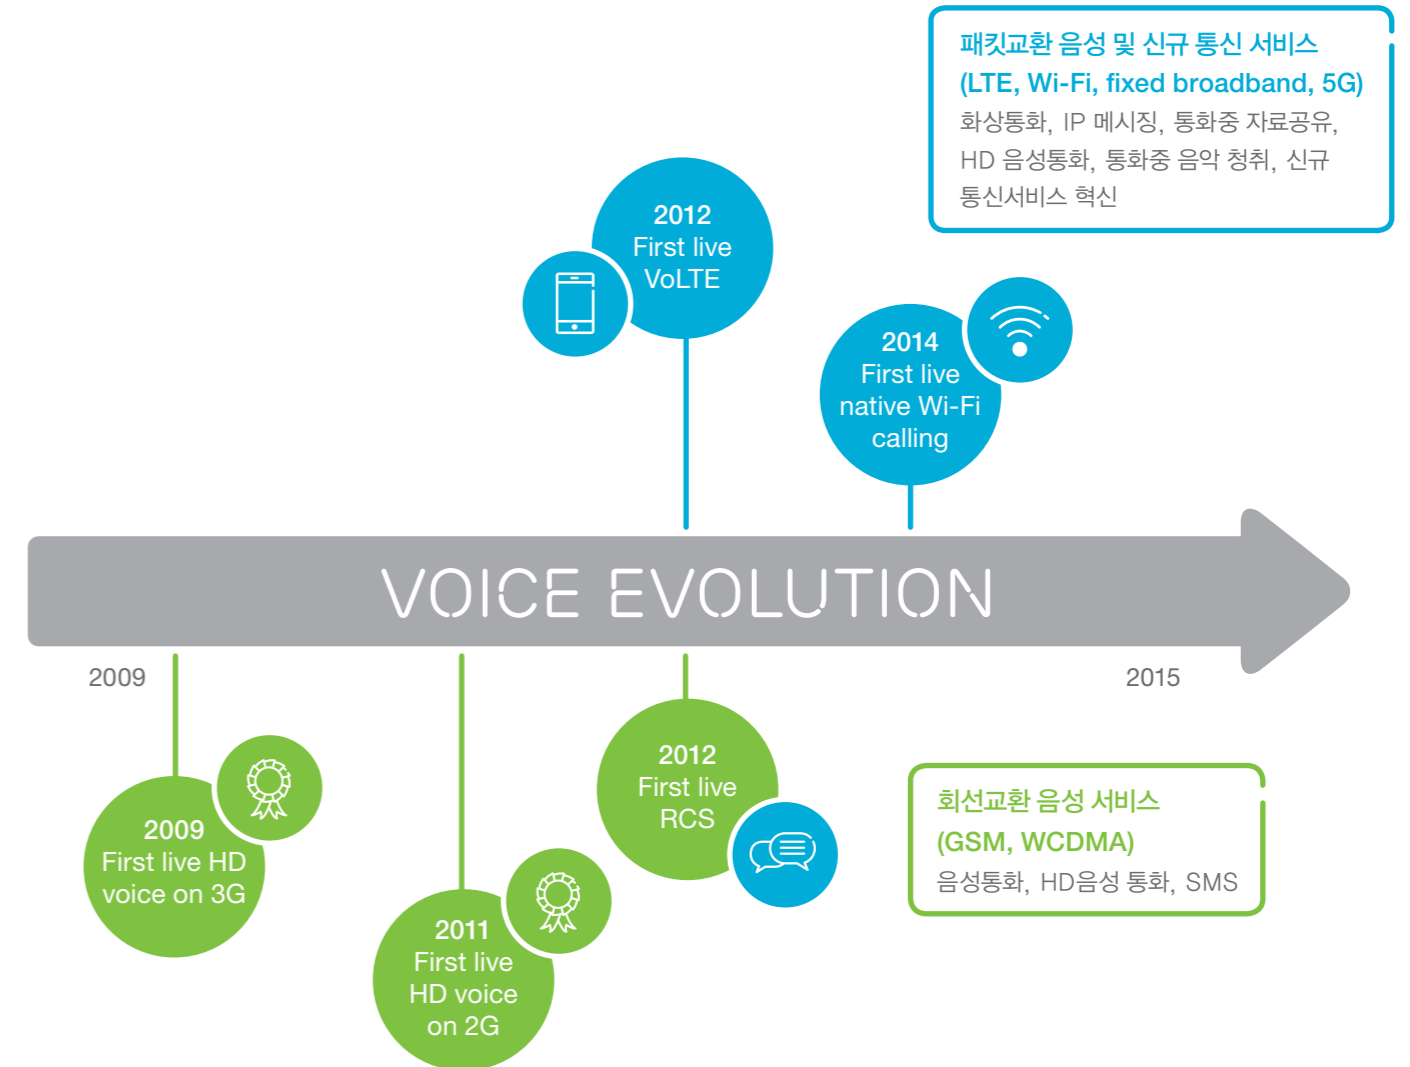 패킷교환 음성 및 신규 통신 서비스
(LTE, Wi-Fi, fixed broadband, 5G)
화상통화, IP 메시징, 통화중 자료공유,
HD 음성통화, 통화중 음악 청취, 신규
통신서비스 혁신
2012
First live
VoLTE
2014
First live
native Wi-Fi
calling
VOICE EVOLUTION
2009
2015
2009
First live HD
voice on 3G
2011
First live
HD voice
on 2G
2012
First live
RCS
회선교환 음성 서비스
(GSM, WCDMA)
음성통화, HD음성 통화, SMS